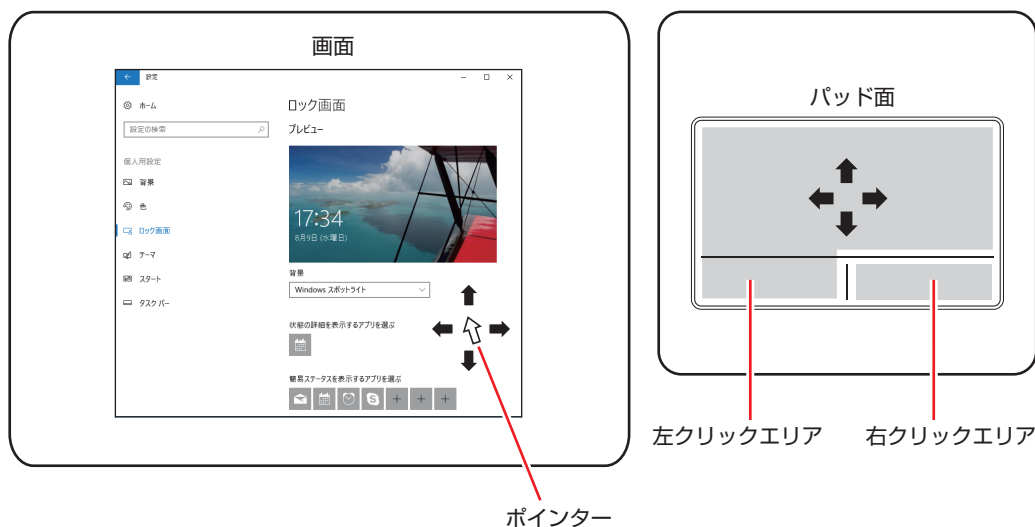 画面
設定
ホーム
設定の検索
個人用設定
背景
色
ロック画面
テーマ
スタート
タスク バー
ロック画面
プレビュー
17:34
8月9日 (水曜日)
背景
Windows スポットライト
状態の詳細を表示するアプリを選ぶ
簡易ステータスを表示するアプリを選ぶ
ポインター
パッド面
左クリックエリア
右クリックエリア